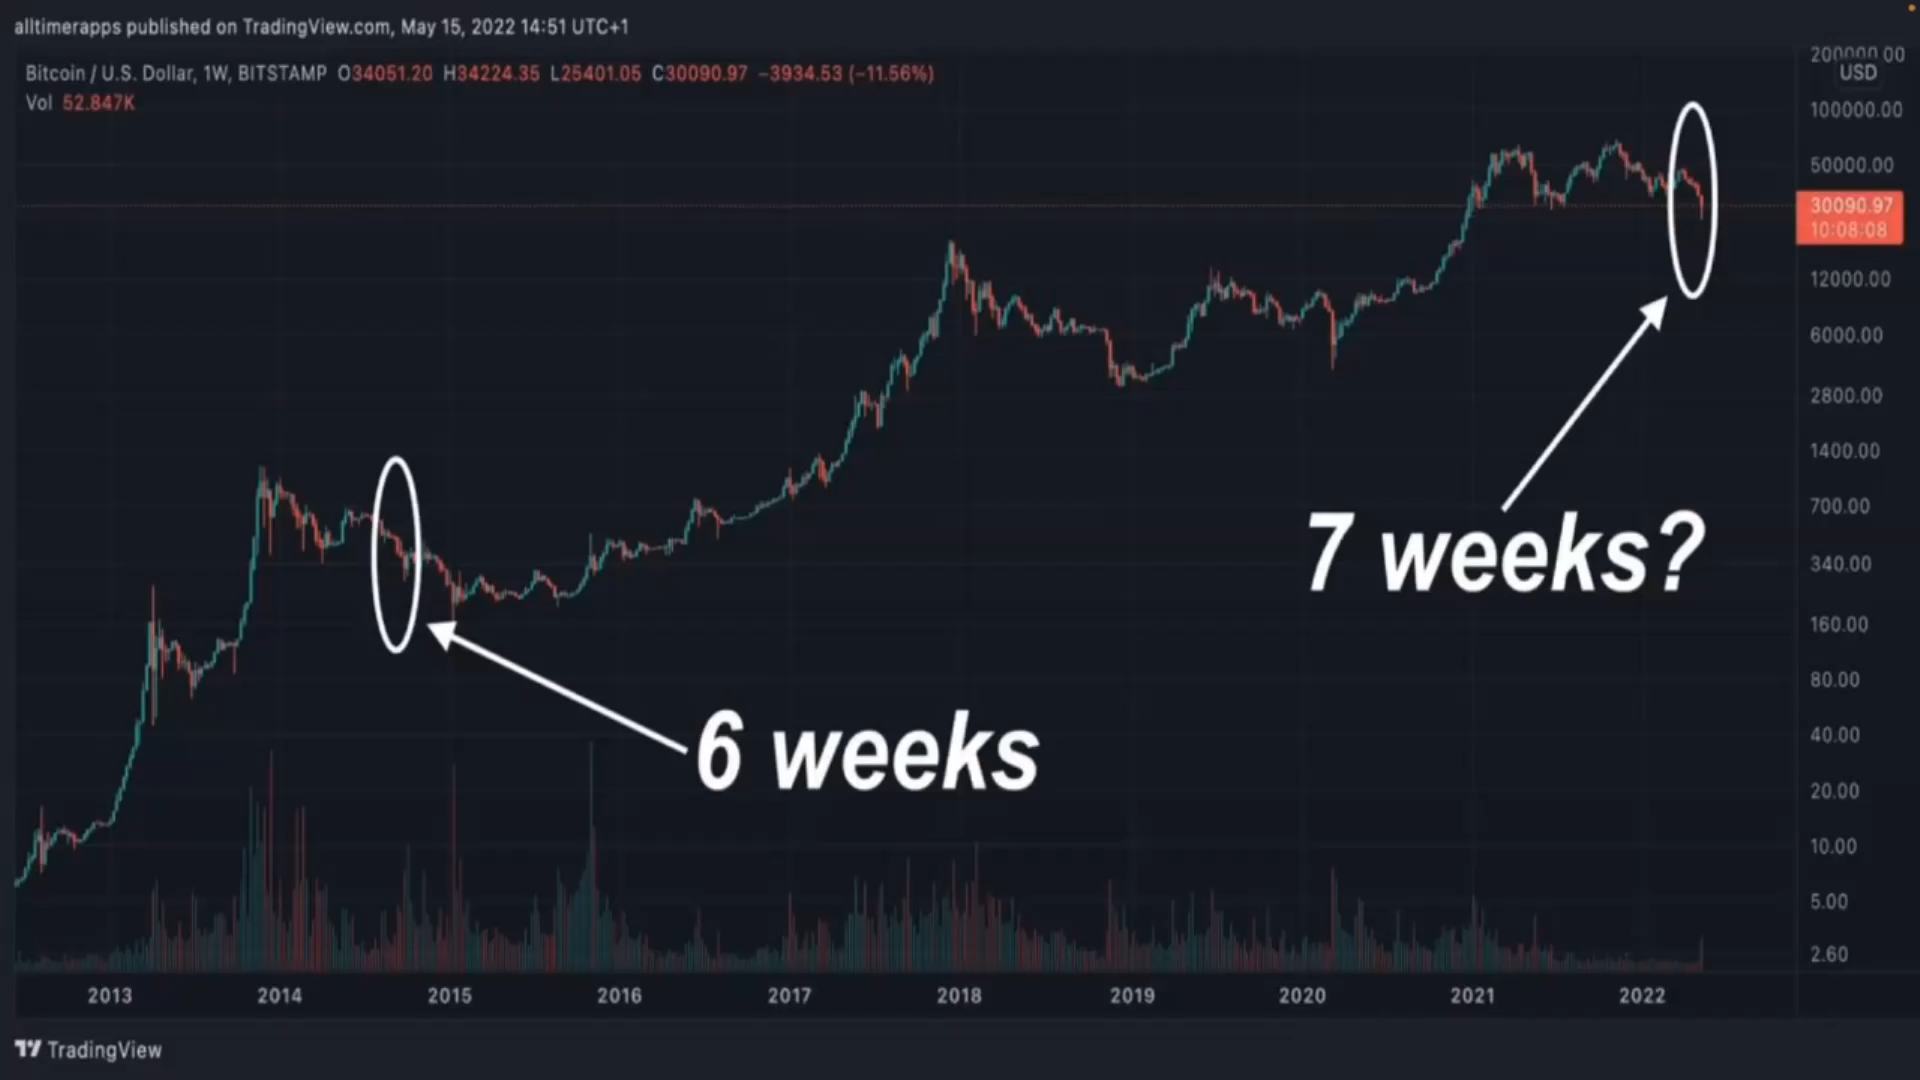 alltimerapps published on TradingView.com, May 15, 2022 14:51 UTC+1
Bitcoin / U.S. Dollar, 1W, BITSTAMP O34051.20 H34224.35 L25401.05 C30090.97 −3934.53 (−11.56%)
Vol 52.847K
200000.00
USD
100000.00
50000.00
30090.97
10:08:08
12000.00
6000.00
2800.00
1400.00
700.00
340.00
160.00
80.00
40.00
20.00
10.00
5.00
2.60
7 weeks?
6 weeks
2013 2014 2015 2016 2017 2018 2019 2020 2021 2022
TradingView